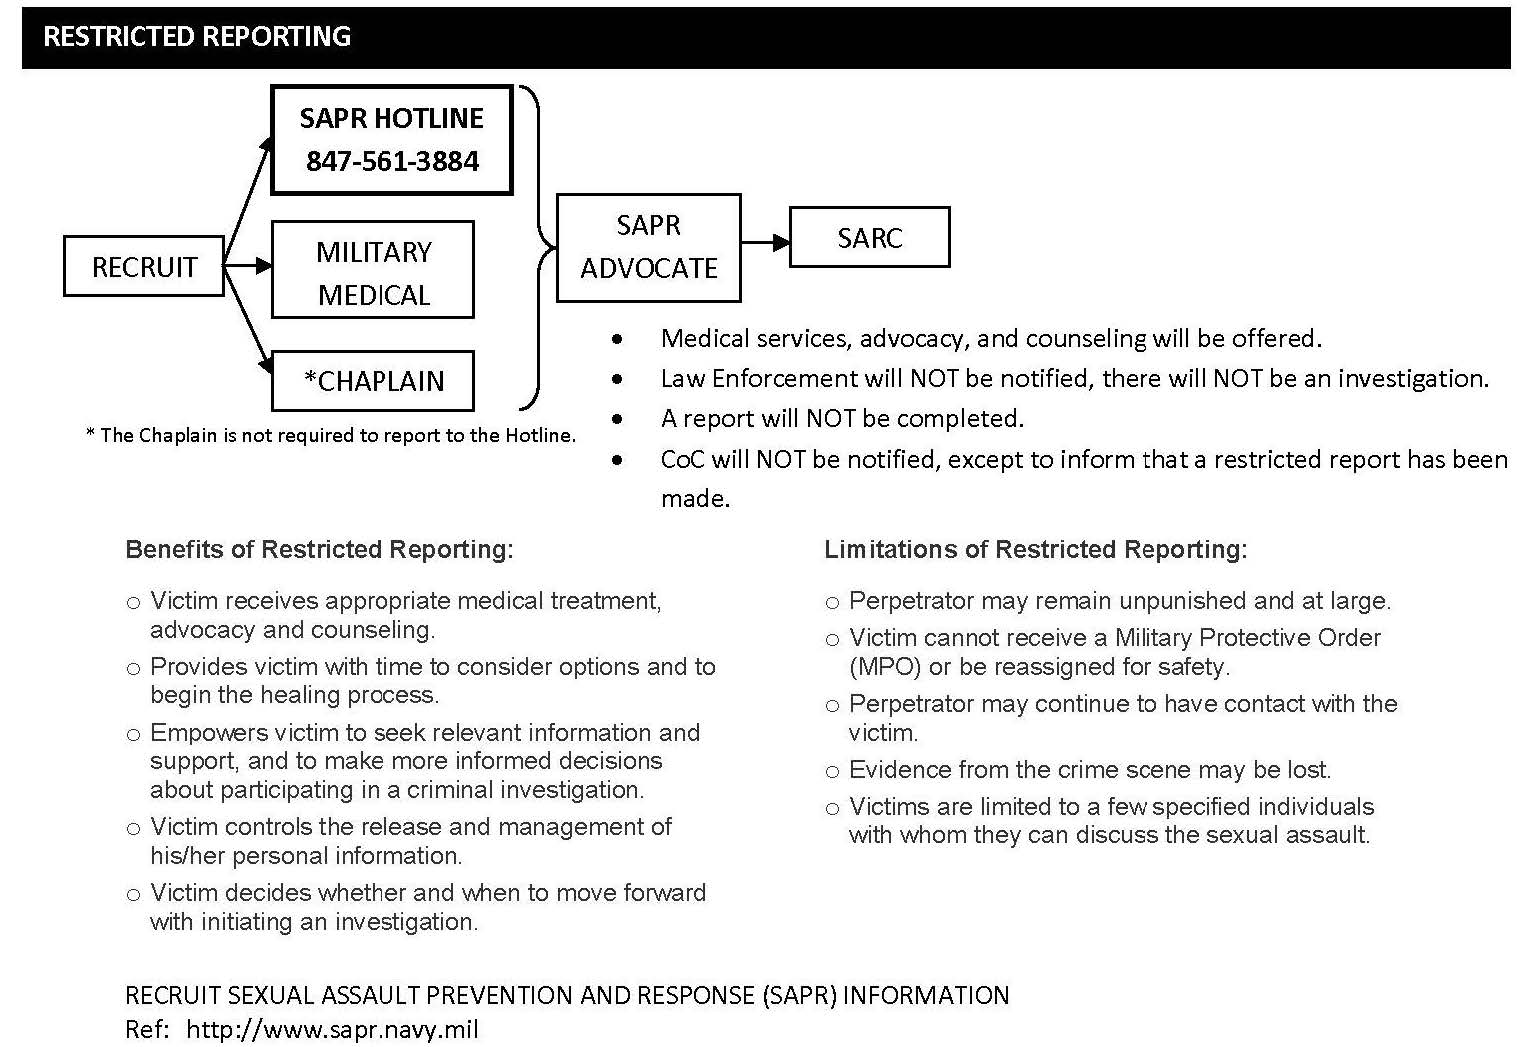 RESTRICTED REPORTING
SAPR HOTLINE
847-561-3884
RECRUIT
MILITARY
MEDICAL
*CHAPLAIN
* The Chaplain is not required to report to the Hotline.
SAPR
ADVOCATE
SARC
• Medical services, advocacy, and counseling will be offered.
• Law Enforcement will NOT be notified, there will NOT be an investigation.
• A report will NOT be completed.
• CoC will NOT be notified, except to inform that a restricted report has been
made.
Benefits of Restricted Reporting:
o Victim receives appropriate medical treatment,
advocacy and counseling.
o Provides victim with time to consider options and to
begin the healing process.
o Empowers victim to seek relevant information and
support, and to make more informed decisions
about participating in a criminal investigation.
o Victim controls the release and management of
his/her personal information.
o Victim decides whether and when to move forward
with initiating an investigation.
Limitations of Restricted Reporting:
o Perpetrator may remain unpunished and at large.
o Victim cannot receive a Military Protective Order
(MPO) or be reassigned for safety.
o Perpetrator may continue to have contact with the
victim.
o Evidence from the crime scene may be lost.
o Victims are limited to a few specified individuals
with whom they can discuss the sexual assault.
RECRUIT SEXUAL ASSAULT PREVENTION AND RESPONSE (SAPR) INFORMATION
Ref: http://www.sapr.navy.mil